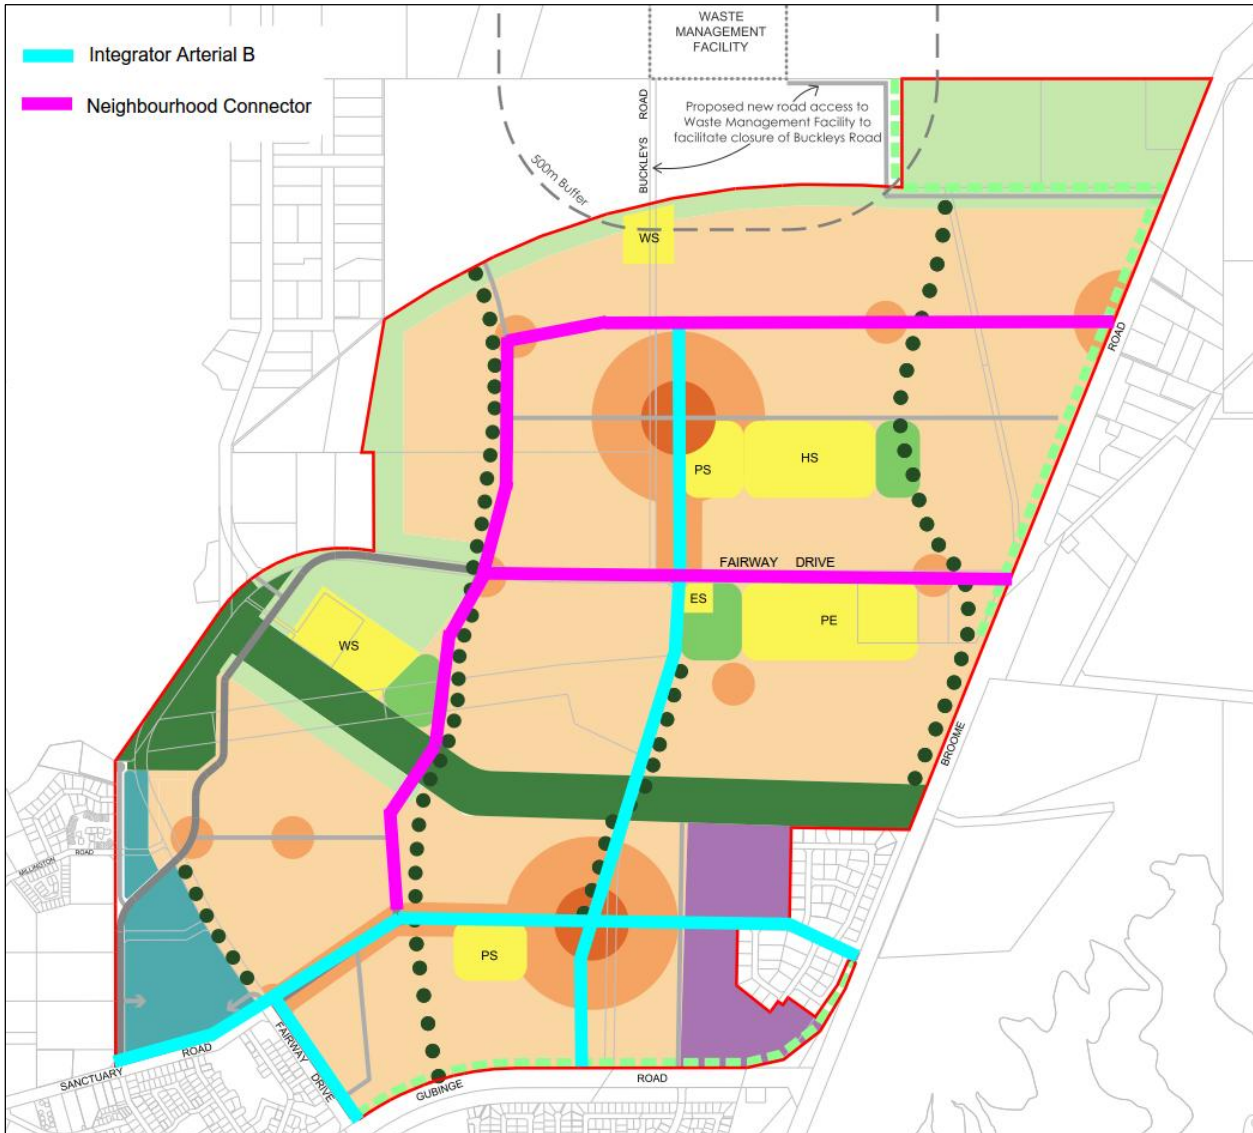 WASTE
MANAGEMENT
FACILITY
Integrator Arterial B
Neighbourhood Connector
BUCKLEYS ROAD
Proposed new road access to
Waste Management Facility to
facilitate closure of Buckleys Road
500m Buffer
WS
ROAD
PS
HS
FAIRWAY DRIVE
ES
PE
WS
BROOME
MILLINGTON
ROAD
PS
FAIRWAY
DRIVE
SANCTUARY ROAD
GUBINGE ROAD